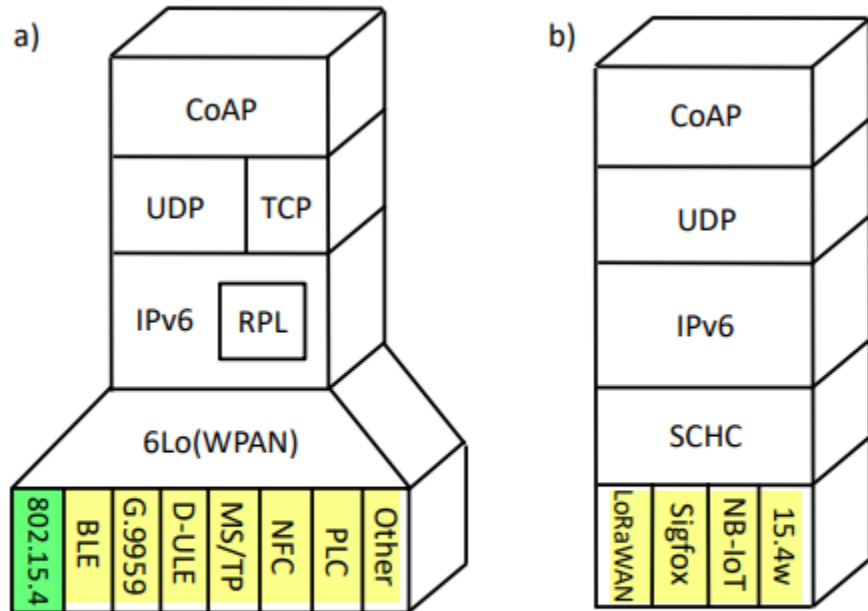 a)
CoAP
UDP
TCP
IPv6
RPL
6Lo(WPAN)
802.15.4
BLE
G.9959
D-ULE
MS/TP
NFC
PLC
Other
b)
CoAP
UDP
IPv6
SCHC
LoRaWAN
Sigfox
NB-IoT
15.4w